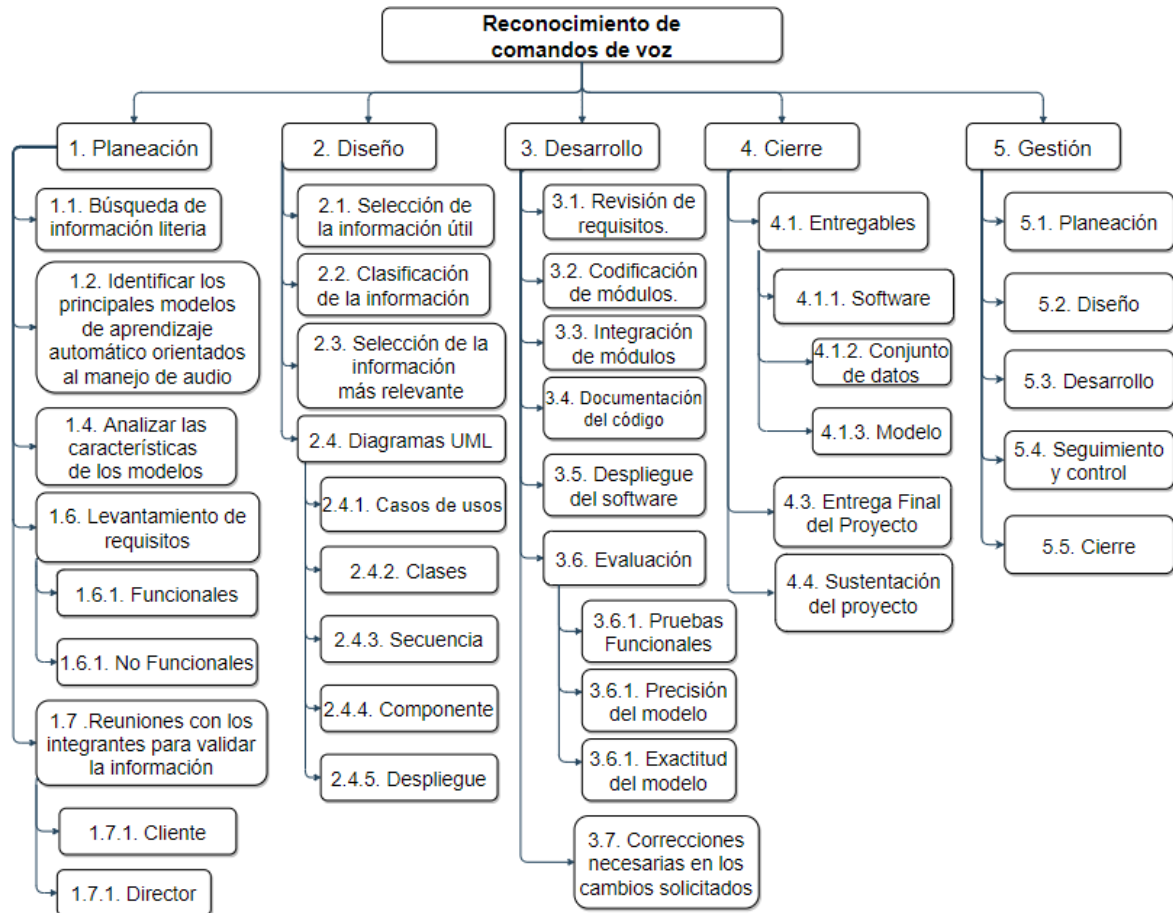 Reconocimiento de
comandos de voz
1. Planeación
1.1. Búsqueda de
información literia
1.2. Identificar los
principales modelos
de aprendizaje
automático orientados
al manejo de audio
1.4. Analizar las
características
de los modelos
1.6. Levantamiento de
requisitos
1.6.1. Funcionales
1.6.1. No Funcionales
1.7 .Reuniones con los
integrantes para validar
la información
1.7.1. Cliente
1.7.1. Director
2. Diseño
2.1. Selección de
la información útil
2.2. Clasificación
de la información
2.3. Selección de la
información
más relevante
2.4. Diagramas UML
2.4.1. Casos de usos
2.4.2. Clases
2.4.3. Secuencia
2.4.4. Componente
2.4.5. Despliegue
3. Desarrollo
3.1. Revisión de
requisitos.
3.2. Codificación
de módulos.
3.3. Integración
de módulos
3.4. Documentación
del código
3.5. Despliegue
del software
3.6. Evaluación
3.6.1. Pruebas
Funcionales
3.6.1. Precisión
del modelo
3.6.1. Exactitud
del modelo
3.7. Correcciones
necesarias en los
cambios solicitados
4. Cierre
4.1. Entregables
4.1.1. Software
4.1.2. Conjunto
de datos
4.1.3. Modelo
4.3. Entrega Final
del Proyecto
4.4. Sustentación
del proyecto
5. Gestión
5.1. Planeación
5.2. Diseño
5.3. Desarrollo
5.4. Seguimiento
y control
5.5. Cierre